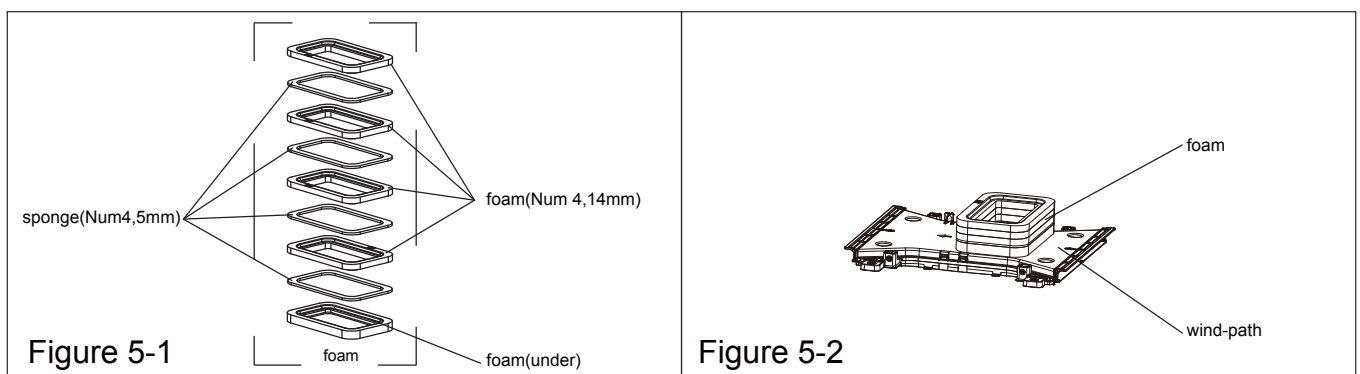 sponge(Num4,5mm)
foam(Num 4,14mm)
foam
foam(under)
Figure 5-1
foam
wind-path
Figure 5-2